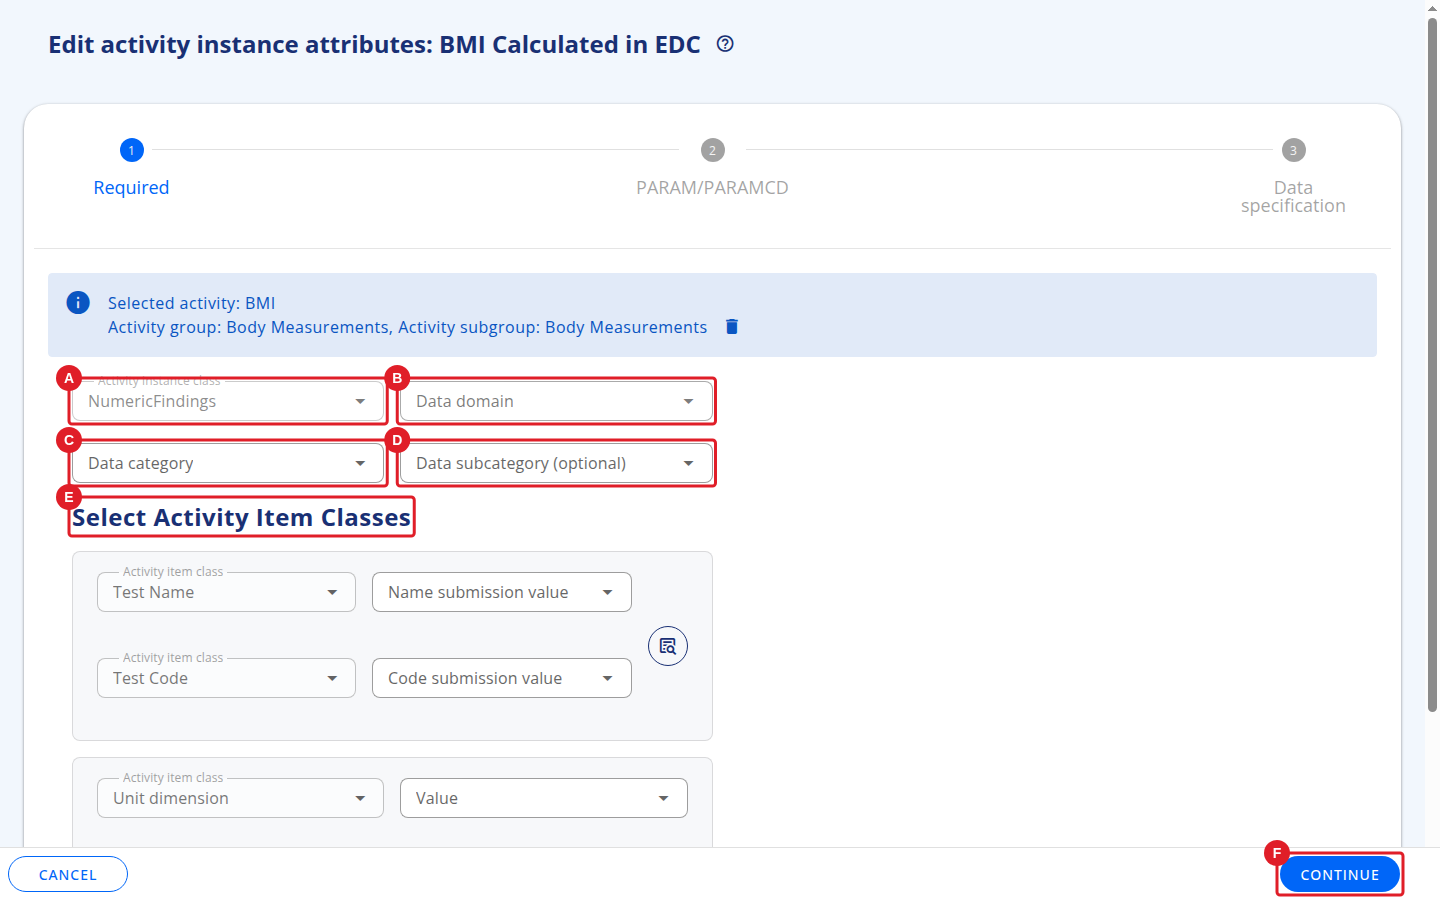 Edit activity instance attributes: BMI Calculated in EDC
1
2
3
Required
PARAM/PARAMCD
Data
specification
Selected activity: BMI
Activity group: Body Measurements, Activity subgroup: Body Measurements
A
Activity instance class
NumericFindings
B
Data domain
C
Data category
D
Data subcategory (optional)
E
Select Activity Item Classes
Activity item class
Test Name
Name submission value
Activity item class
Test Code
Code submission value
Activity item class
Unit dimension
Value
CANCEL
F
CONTINUE